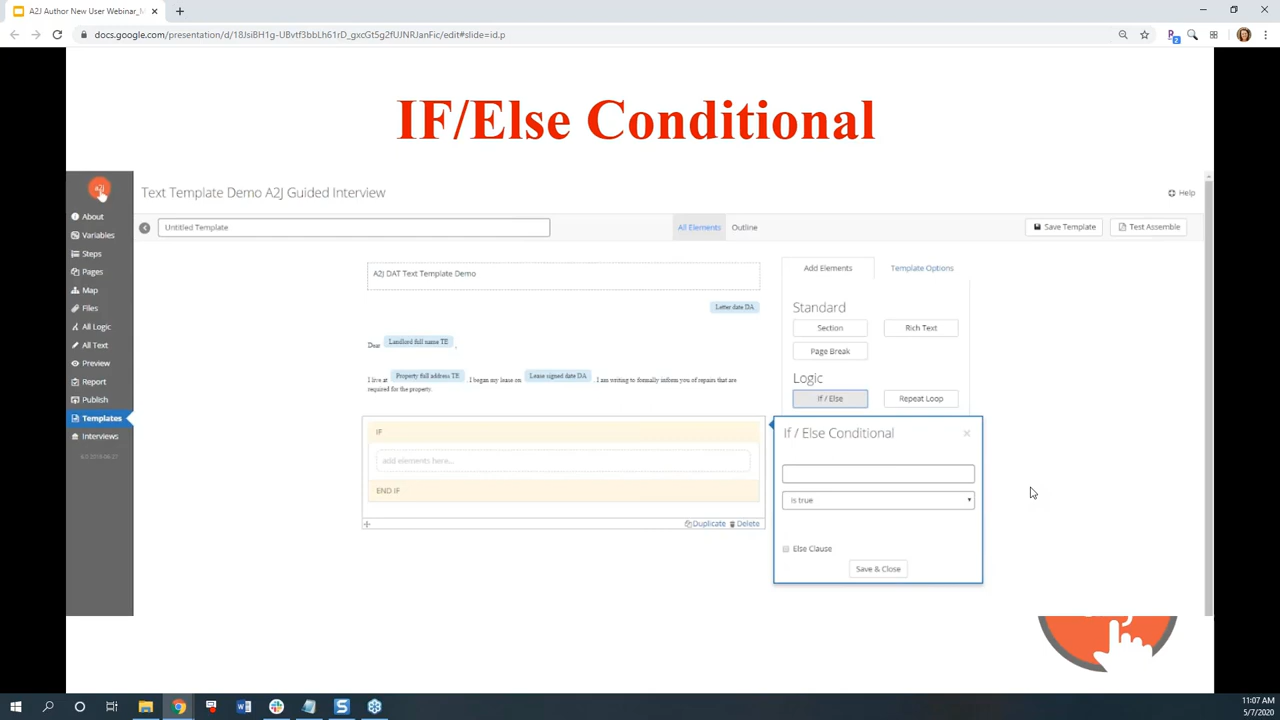 A2J Author New User Webinar_M
docs.google.com/presentation/d/18JsiBH1g-UBvtf3bbLh61rD_gxcGt5g2fUJNRJanFic/edit#slide=id.p
IF/Else Conditional
a2j
Text Template Demo A2J Guided Interview
Help
About
Variables
Steps
Pages
Map
Files
All Logic
All Text
Preview
Report
Publish
Templates
Interviews
Untitled Template
All Elements
Outline
Save Template
Test Assemble
A2J DAT Text Template Demo
Letter date DA
Dear Landlord full name TE ,
I live at Property full address TE . I began my lease on Lease signed date DA . I am writing to formally inform you of repairs that are
required for the property.
IF
add elements here...
END IF
Duplicate Delete
Add Elements
Template Options
Standard
Section
Rich Text
Page Break
Logic
If / Else
Repeat Loop
If / Else Conditional
is true
Else Clause
Save & Close
11:07 AM
5/7/2020